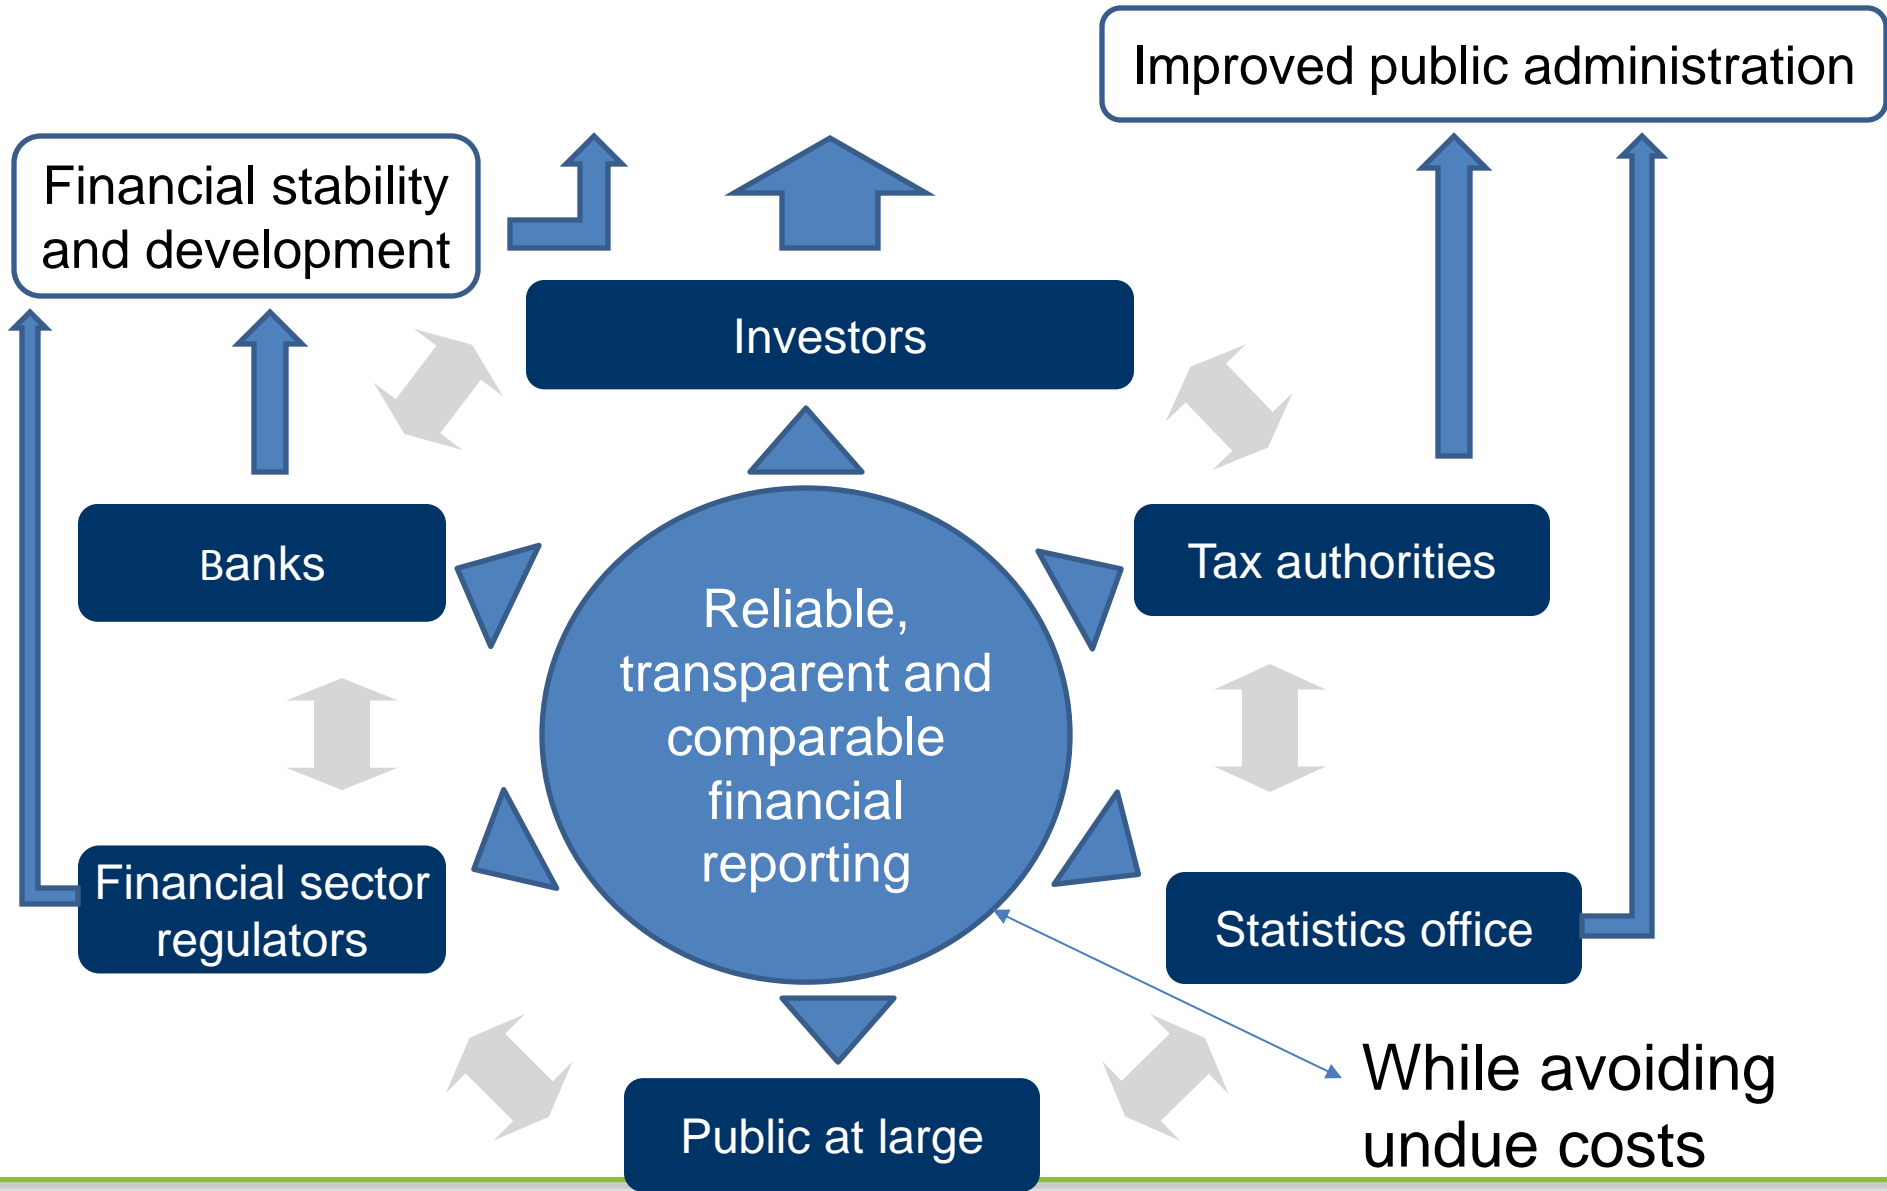 Improved public administration
Financial stability
and development
Investors
Banks
Tax authorities
Reliable,
transparent and
comparable
financial
reporting
Financial sector
regulators
Statistics office
While avoiding
undue costs
Public at large